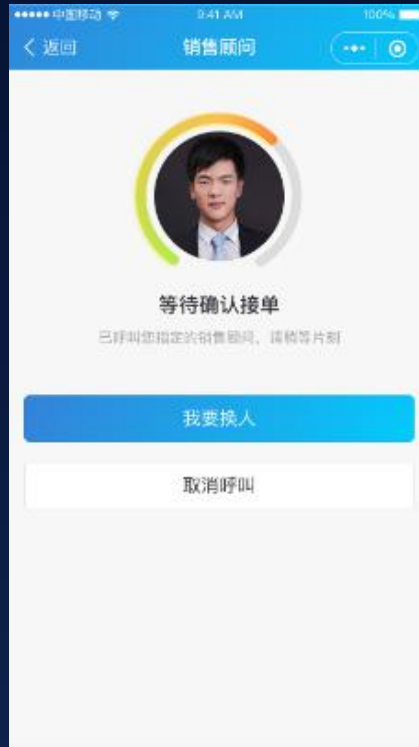 中国移动 9:41 AM 100%
返回 销售顾问
等待确认接单
已呼叫您指定的销售顾问，请稍等片刻
我要换人
取消呼叫